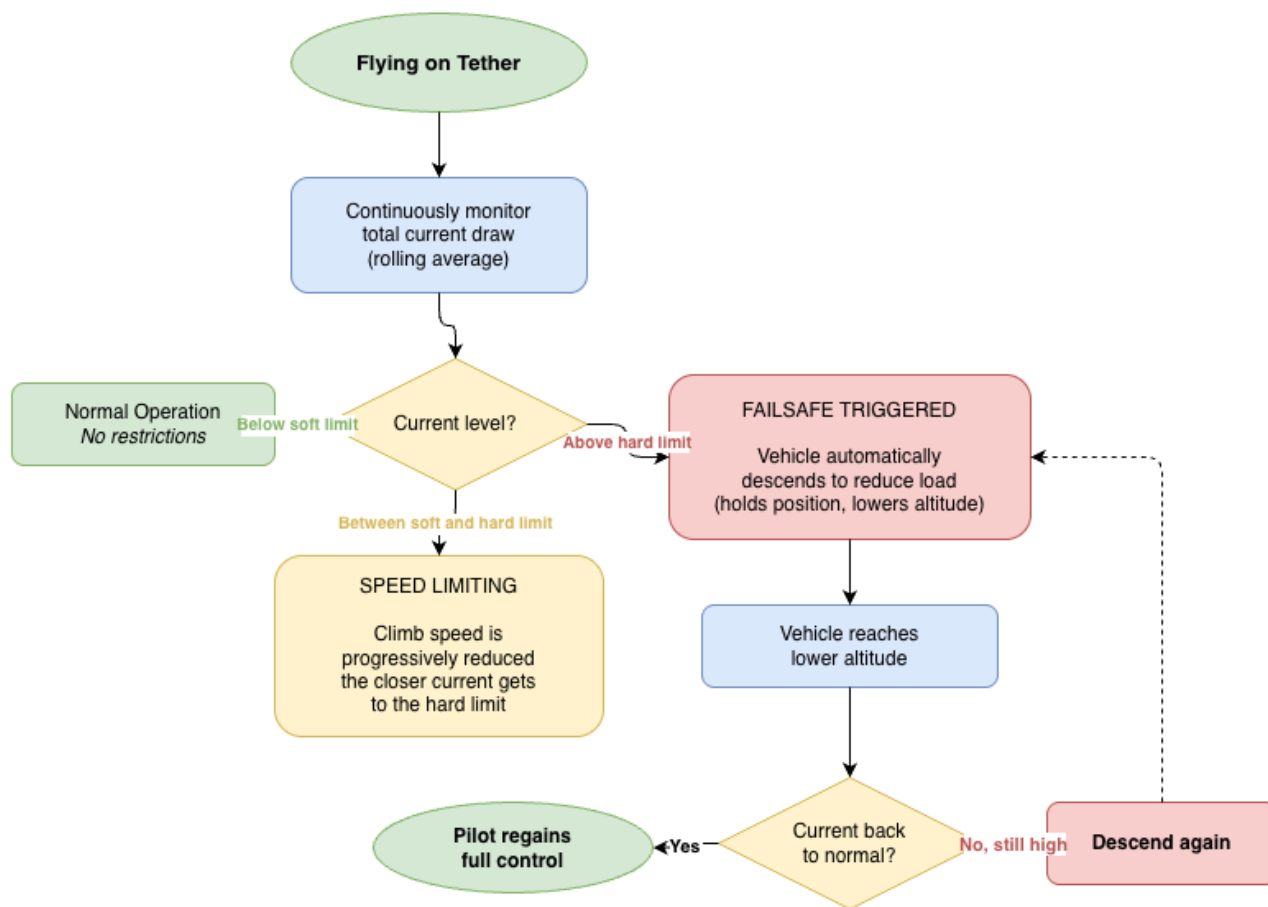 Flying on Tether
Continuously monitor
total current draw
(rolling average)
Normal Operation
No restrictions
Below soft limit
Current level?
Above hard limit
FAILSAFE TRIGGERED
Vehicle automatically
descends to reduce load
(holds position, lowers altitude)
Between soft and hard limit
SPEED LIMITING
Climb speed is
progressively reduced
the closer current gets
to the hard limit
Vehicle reaches
lower altitude
Pilot regains
full control
Yes
Current back
to normal?
No, still high
Descend again